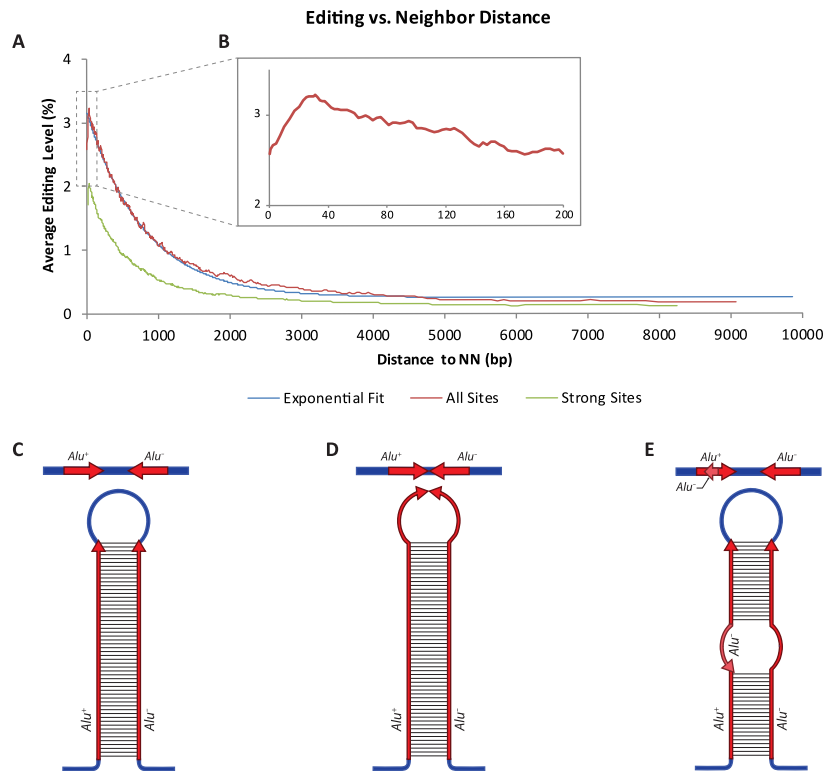 Editing vs. Neighbor Distance
A
B
4
3
2
1
0
Average Editing Level (%)
3
2
0 40 80 120 160 200
0 1000 2000 3000 4000 5000 6000 7000 8000 9000 10000
Distance to NN (bp)
Exponential Fit All Sites Strong Sites
C
Alu⁺ Alu⁻
Alu⁺ Alu⁻
D
Alu⁺ Alu⁻
Alu⁺ Alu⁻
E
Alu⁺ Alu⁻
Alu⁻
Alu⁻
Alu⁺ Alu⁻